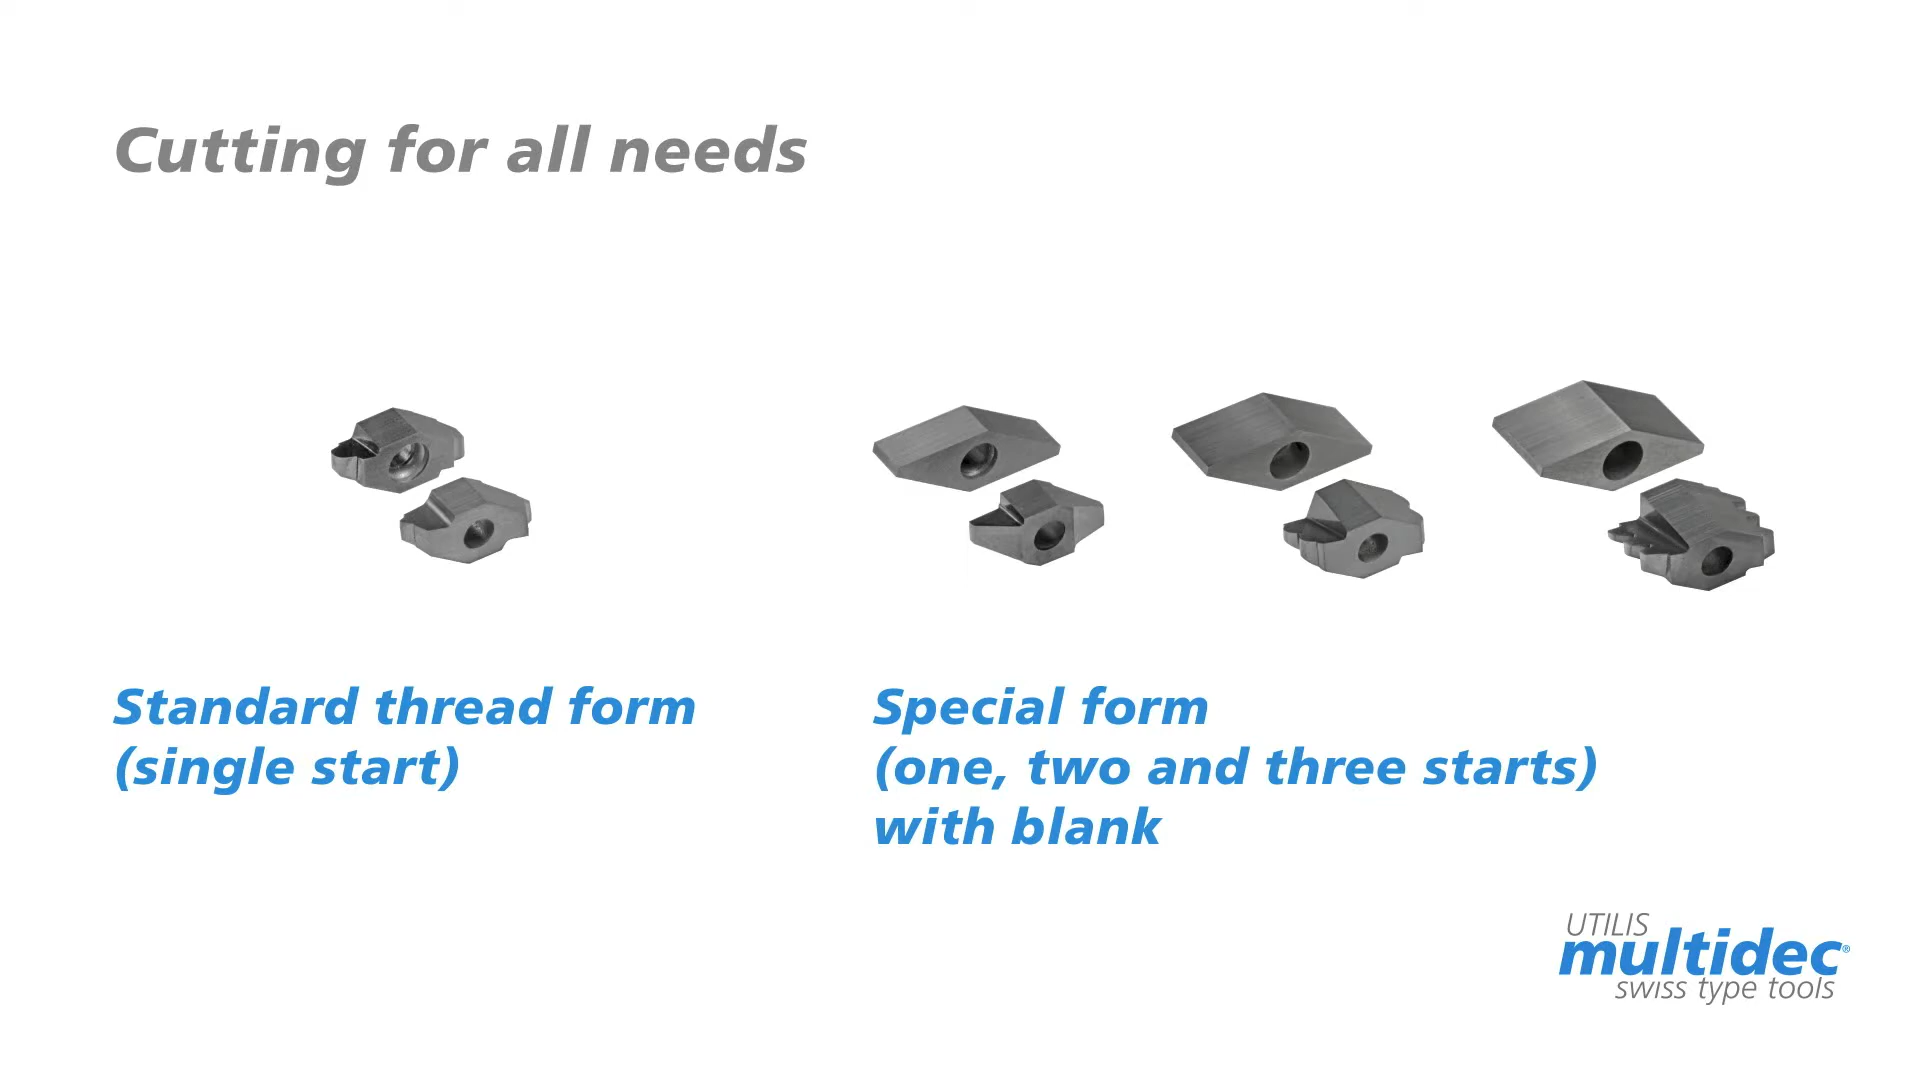 Cutting for all needs
Standard thread form
(single start)
Special form
(one, two and three starts)
with blank
UTILIS
multidec®
swiss type tools